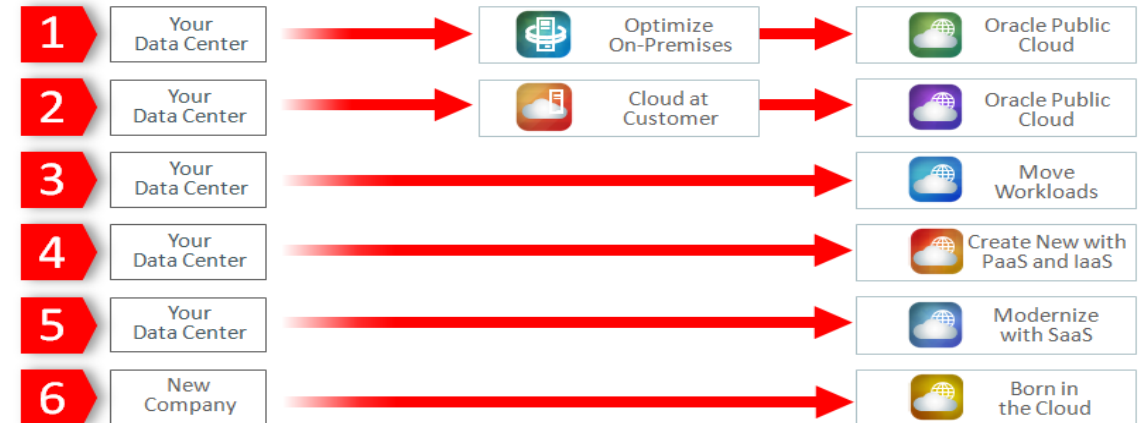 1
Your
Data Center
Optimize
On-Premises
Oracle Public
Cloud
2
Your
Data Center
Cloud at
Customer
Oracle Public
Cloud
3
Your
Data Center
Move
Workloads
4
Your
Data Center
Create New with
PaaS and IaaS
5
Your
Data Center
Modernize
with SaaS
6
New
Company
Born in
the Cloud